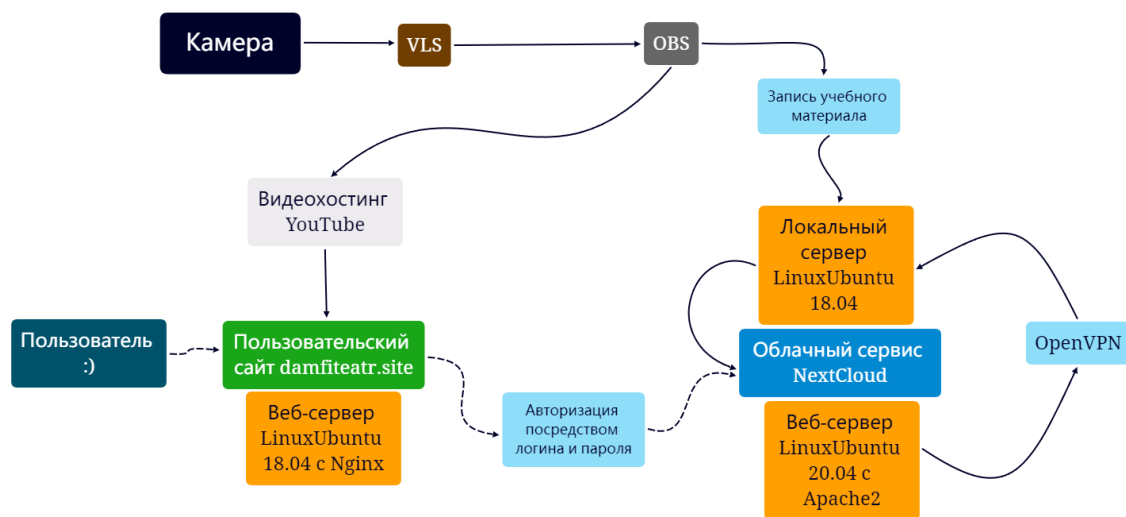 Камера
VLS
OBS
Запись учебного
материала
Видеохостинг
YouTube
Локальный
сервер
LinuxUbuntu
18.04
Пользователь
:)
Пользовательский
сайт damfiteatr.site
Облачный сервис
NextCloud
OpenVPN
Веб-сервер
LinuxUbuntu
18.04 с Nginx
Авторизация
посредством
логина и пароля
Веб-сервер
LinuxUbuntu
20.04 с
Apache2